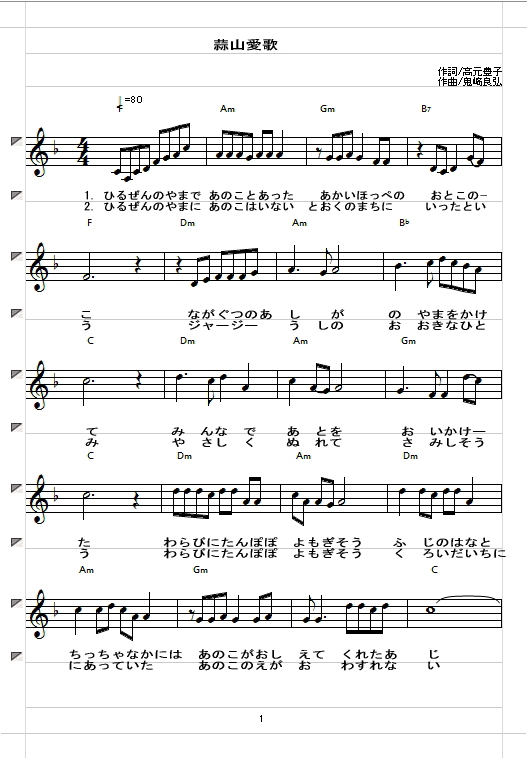 蒜山愛歌
作詞/高元豊子
作曲/鬼崎良弘
=80
F Am Gm B7
4
4
1. ひるぜんのやまで あのことあった あかいほっぺの おとこの-
2. ひるぜんのやまに あのこはいない とおくのまちに いったとい
F Dm Am Bb
こ ながぐつのあ し が の やまをかけ
う ジャージー う しの お おきなひと
C Dm Am Gm
て み んな で あ とを お いかけー
み や さし く ぬ れて さ みしそう
C Dm Am Dm
た わらびにたんぽぽ よもぎそう ふ じのはなと
う わらびにたんぽぽ よもぎそう く ろいだいちに
Am Gm C
ちっちゃなかには あのこがおし えて くれたあ じ
にあっていた あのこのえが お わすれな い
1